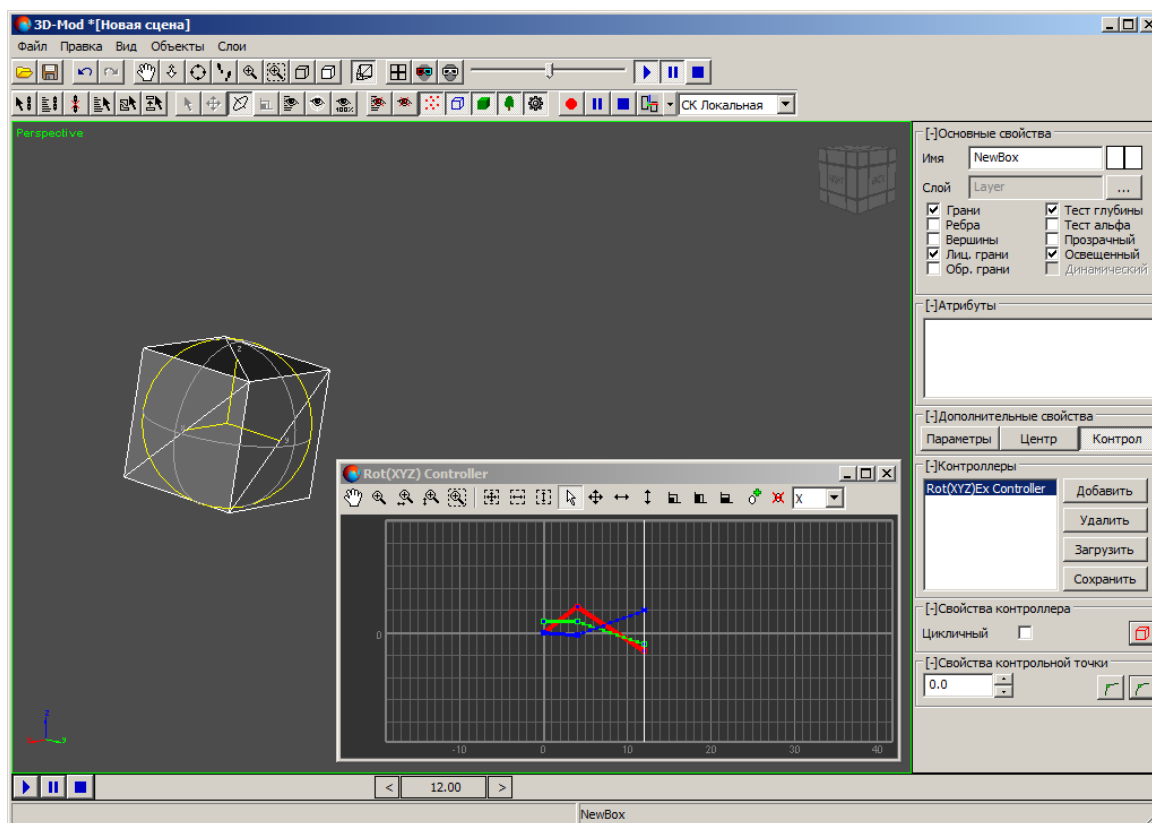 3D-Mod *[Новая сцена]
Файл Правка Вид Объекты Слои
СК Локальная
Perspective
[-]Основные свойства
Имя NewBox
Слой Layer ...
Грани Тест глубины
Ребра Тест альфа
Вершины Прозрачный
Лиц. грани Освещенный
Обр. грани Динамический
[-]Атрибуты
[-]Дополнительные свойства
Параметры Центр Контрол
[-]Контроллеры
Rot(XYZ)Ex Controller
Добавить
Удалить
Загрузить
Сохранить
[-]Свойства контроллера
Цикличный
[-]Свойства контрольной точки
0.0
Rot(XYZ) Controller
X
0
-10 0 10 20 30 40
z
y
z
y
< 12.00 >
NewBox